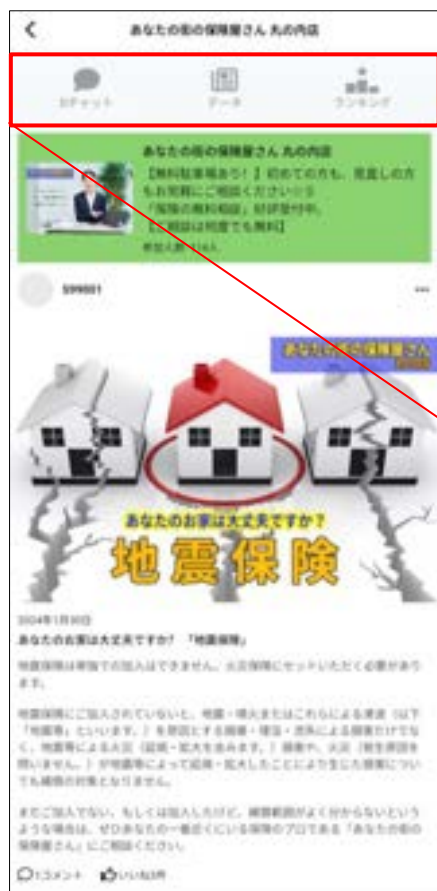 あなたの街の保険屋さん 丸の内店
チャット
データ
ランキング
あなたの街の保険屋さん 丸の内店
【無料駐車場あり！】初めての方も、見直しの方
もお気軽にご相談ください☆彡
「保険の無料相談」好評受付中。
【ご相談は何度でも無料】
599001
あなたの街の保険屋さん
あなたのお家は大丈夫ですか？
地震保険
2024年1月30日
あなたのお家は大丈夫ですか？ 「地震保険」
地震保険は単独での加入はできません。火災保険にセットいただく必要があり
ます。
地震保険にご加入されていないと、地震・噴火またはこれらによる津波（以下
「地震等」といいます。）を原因とする損壊・埋没・流失による損害だけでな
く、地震等による火災（延焼・拡大を含みます。）損害や、火災（発生原因を
問いません。）が地震等によって延焼・拡大したことにより生じた損害につい
ても補償の対象となりません。
まだご加入でない、もしくは加入したけど、補償範囲がよく分からないという
ような場合は、ぜひあなたの一番近くにいる保険のプロである「あなたの街の
保険屋さん」にご相談ください。
コメント いいね